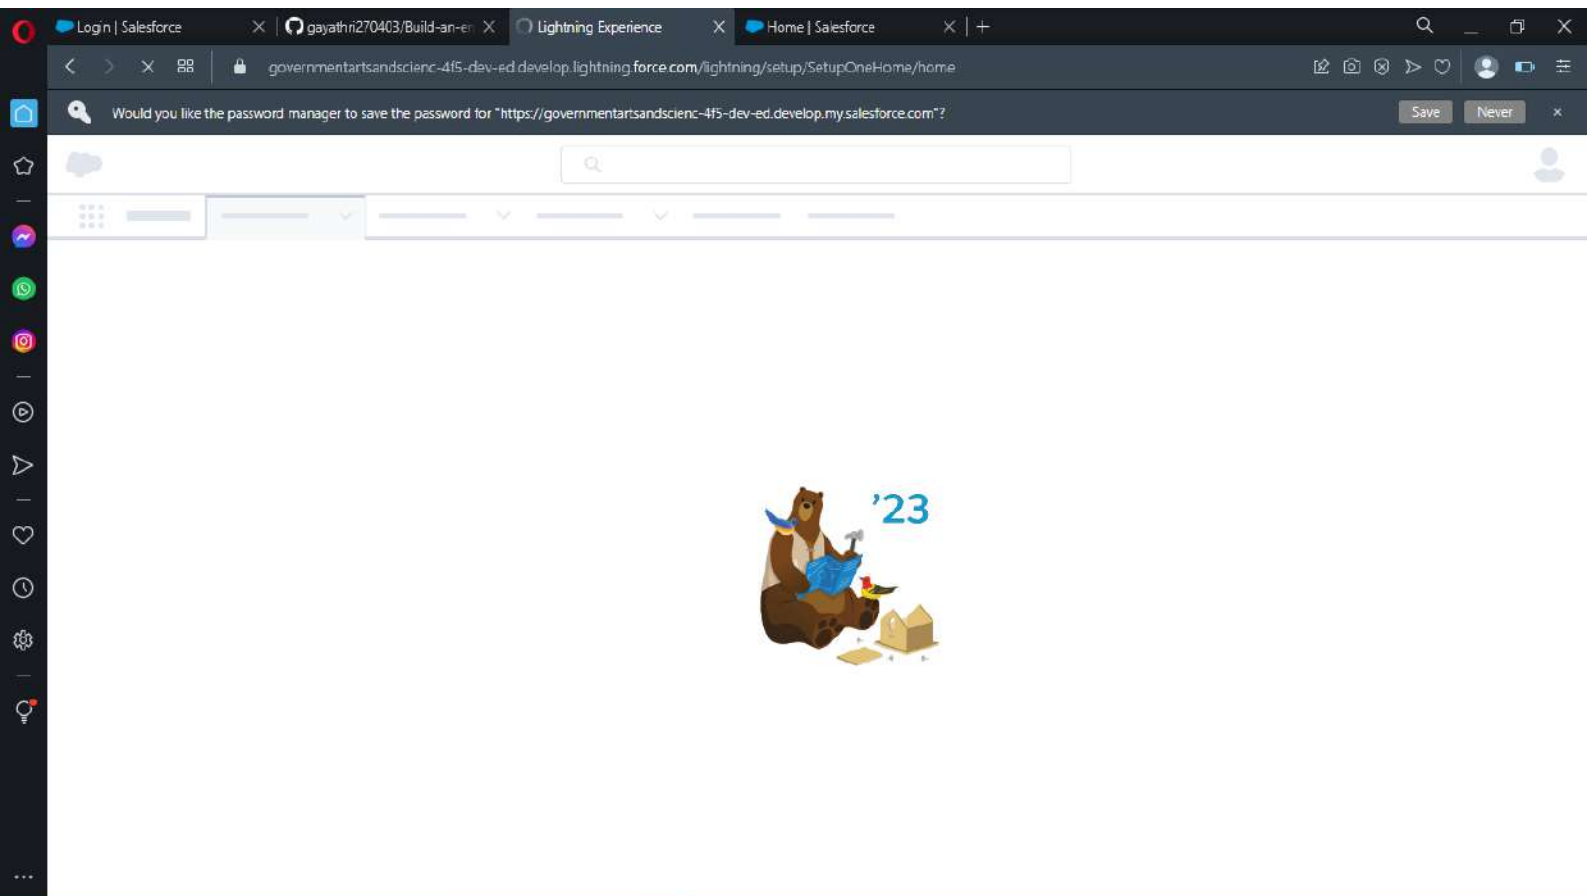 Login | Salesforce
gayathri270403/Build-an-en
Lightning Experience
Home | Salesforce
governmentartsandscienc-4f5-dev-ed.develop.lightning.force.com/lightning/setup/SetupOneHome/home
Would you like the password manager to save the password for "https://governmentartsandscienc-4f5-dev-ed.develop.my.salesforce.com"?
Save
Never
'23